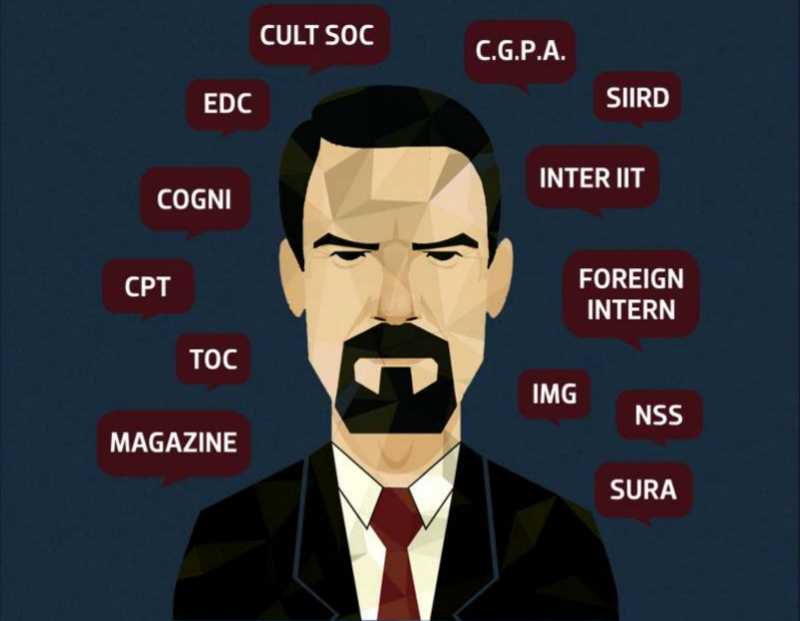 CULT SOC
C.G.P.A.
EDC
SIIRD
COGNI
INTER IIT
CPT
FOREIGN
INTERN
TOC
IMG
NSS
MAGAZINE
SURA